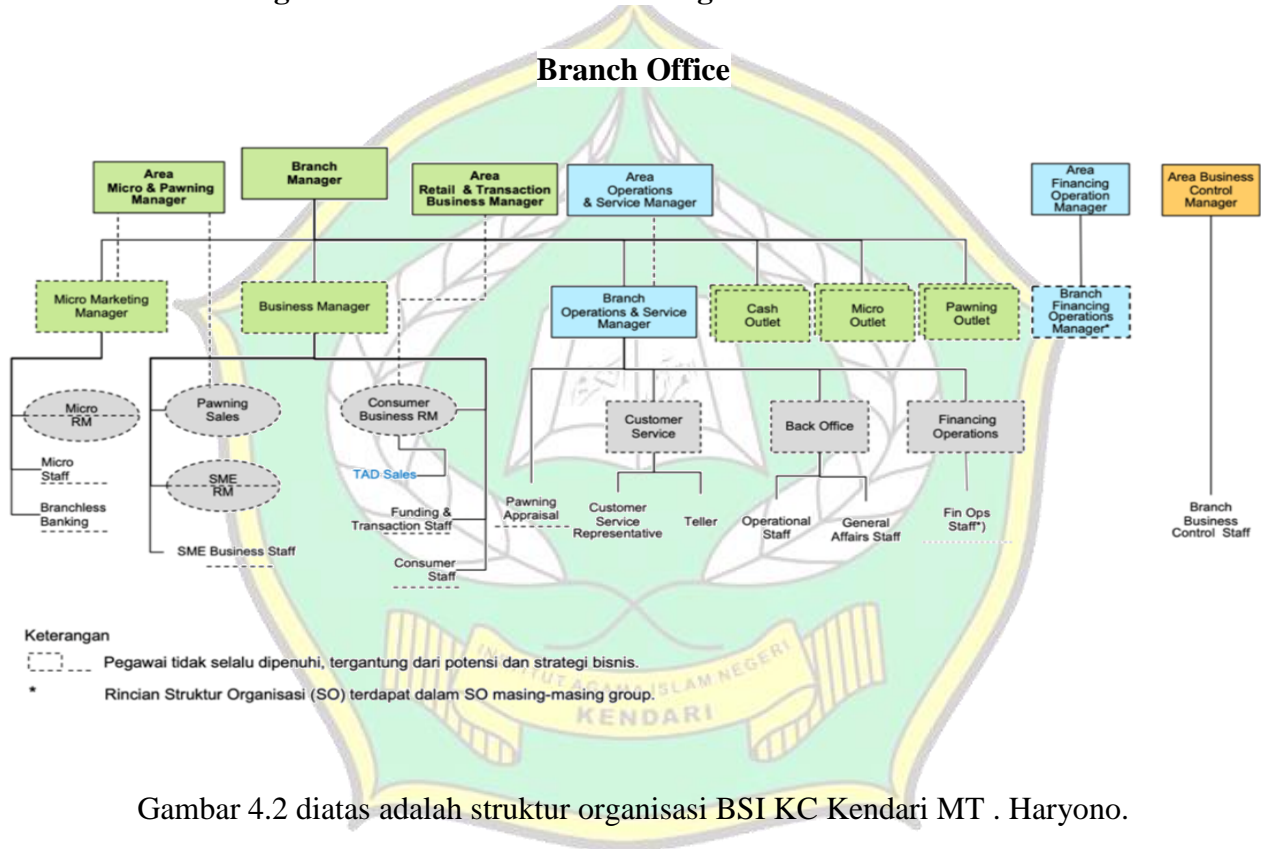 Branch Office
Area
Micro & Pawning
Manager
Branch
Manager
Area
Retail & Transaction
Business Manager
Area
Operations
& Service Manager
Area
Financing
Operation
Manager
Area Business
Control
Manager
Micro Marketing
Manager
Business Manager
Branch
Operations & Service
Manager
Cash
Outlet
Micro
Outlet
Pawning
Outlet
Branch
Financing
Operations
Manager*
Micro
RM
Pawning
Sales
Consumer
Business RM
Customer
Service
Back Office
Financing
Operations
Micro
Staff
Branchless
Banking
SME
RM
SME Business Staff
TAD Sales
Funding &
Transaction Staff
Consumer
Staff
Pawning
Appraisal
Customer
Service
Representative
Teller
Operational
Staff
General
Affairs Staff
Fin Ops
Staff*)
Branch
Business
Control Staff
Keterangan
Pegawai tidak selalu dipenuhi, tergantung dari potensi dan strategi bisnis.
* Rincian Struktur Organisasi (SO) terdapat dalam SO masing-masing group.
INSTITUT AGAMA ISLAM NEGERI
KENDARI
Gambar 4.2 diatas adalah struktur organisasi BSI KC Kendari MT . Haryono.